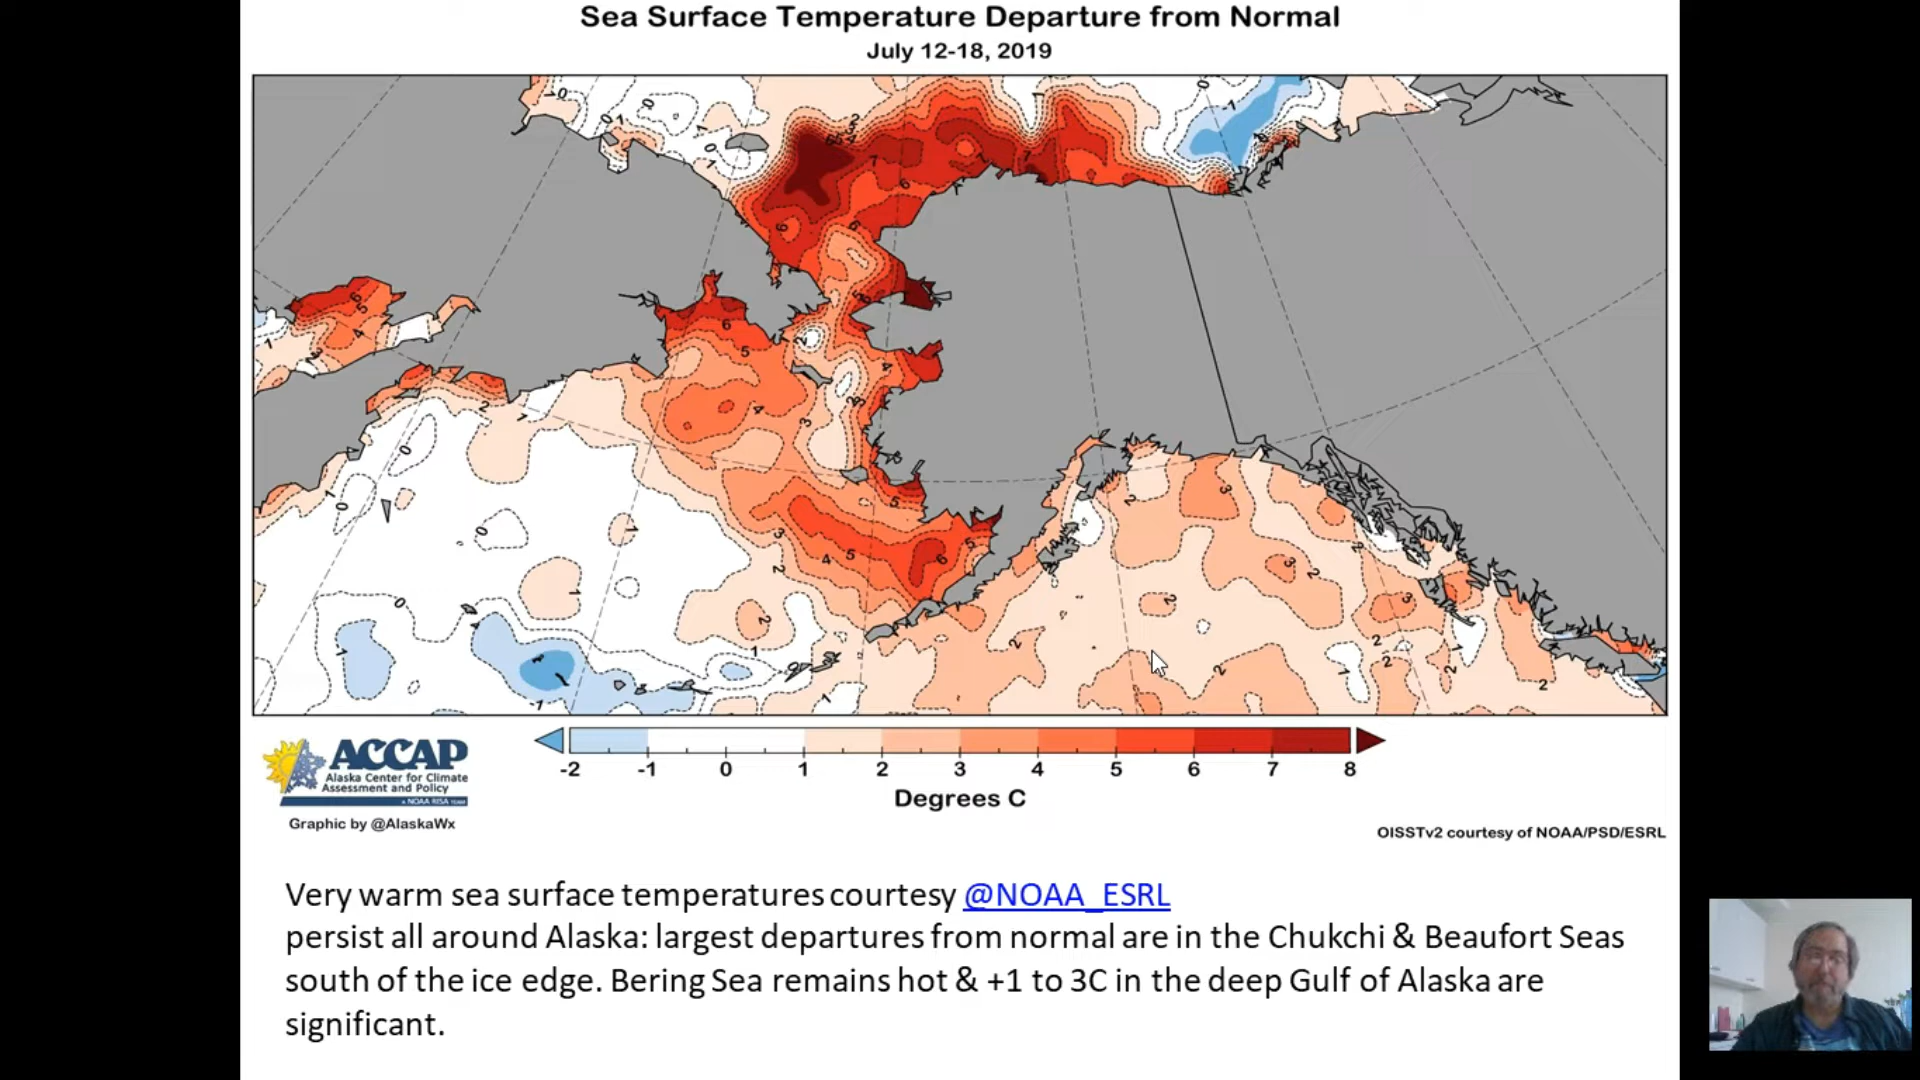 Sea Surface Temperature Departure from Normal
July 12-18, 2019
-2 -1 0 1 2 3 4 5 6 7 8
Degrees C
ACCAP
Alaska Center for Climate
Assessment and Policy
A NOAA RISA TEAM
Graphic by @AlaskaWx
OISSTv2 courtesy of NOAA/PSD/ESRL
Very warm sea surface temperatures courtesy @NOAA_ESRL
persist all around Alaska: largest departures from normal are in the Chukchi & Beaufort Seas
south of the ice edge. Bering Sea remains hot & +1 to 3C in the deep Gulf of Alaska are
significant.